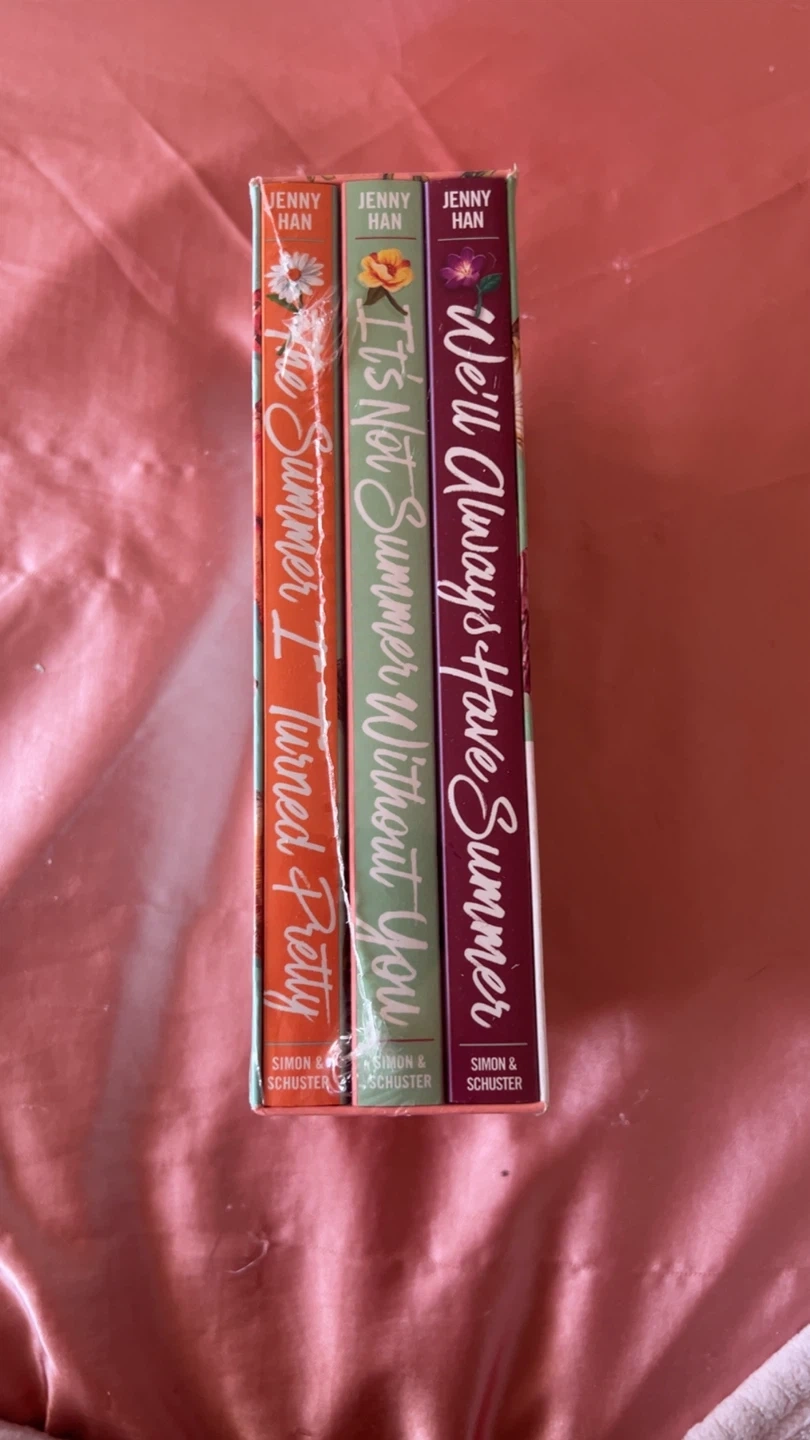 JENNY
HAN
The Summer I Turned Pretty
SIMON &
SCHUSTER
JENNY
HAN
It's Not Summer Without You
SIMON &
SCHUSTER
JENNY
HAN
We'll Always Have Summer
SIMON &
SCHUSTER